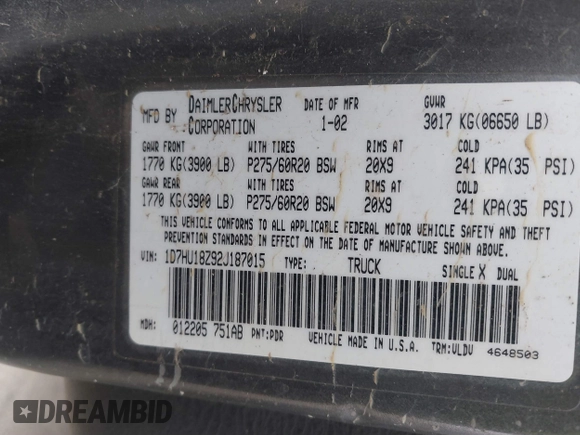 MFD BY DAIMLERCHRYSLER CORPORATION DATE OF MFR 1-02 GVWR 3017 KG(06650 LB)
GAWR FRONT WITH TIRES RIMS AT COLD
1770 KG(3900 LB) P275/60R20 BSW 20X9 241 KPA(35 PSI)
GAWR REAR WITH TIRES RIMS AT COLD
1770 KG(3900 LB) P275/60R20 BSW 20X9 241 KPA(35 PSI)
THIS VEHICLE CONFORMS TO ALL APPLICABLE FEDERAL MOTOR VEHICLE SAFETY AND THEFT
PREVENTION STANDARDS IN EFFECT ON THE DATE OF MANUFACTURE SHOWN ABOVE.
VIN: 1D7HU18Z92J187015 TYPE: TRUCK SINGLE X DUAL
MDH: 012205 751AB PNT:PDR VEHICLE MADE IN U.S.A. TRM:VLDV 4648503
DREAMBID